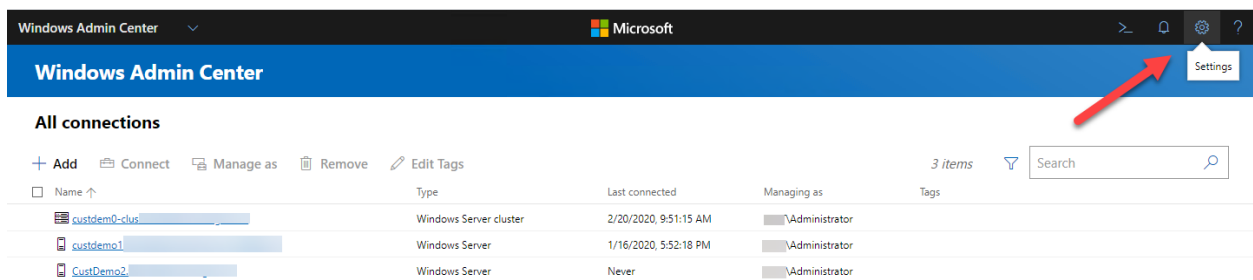 Windows Admin Center Microsoft >_ ?
Windows Admin Center Settings
All connections
+ Add Connect Manage as Remove Edit Tags 3 items Search
Name ↑ Type Last connected Managing as Tags
custdem0-clus Windows Server cluster 2/20/2020, 9:51:15 AM \Administrator
custdemo1 Windows Server 1/16/2020, 5:52:18 PM \Administrator
CustDemo2. Windows Server Never \Administrator